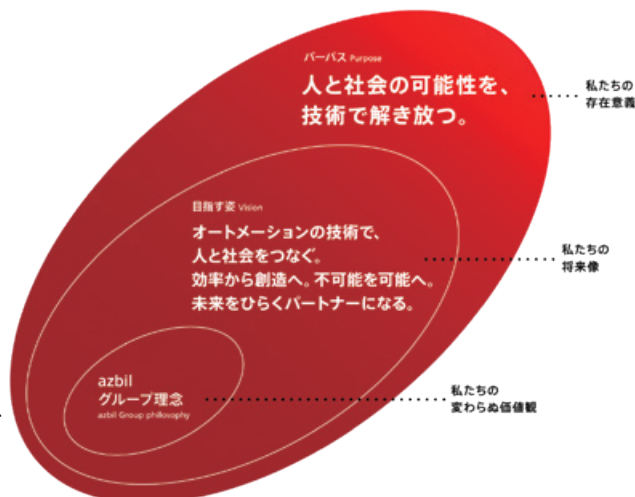 パーパス Purpose
人と社会の可能性を、
技術で解き放つ。
私たちの
存在意義
目指す姿 Vision
オートメーションの技術で、
人と社会をつなぐ。
効率から創造へ。不可能を可能へ。
未来をひらくパートナーになる。
私たちの
将来像
azbil
グループ理念
azbil Group philosophy
私たちの
変わらぬ価値観